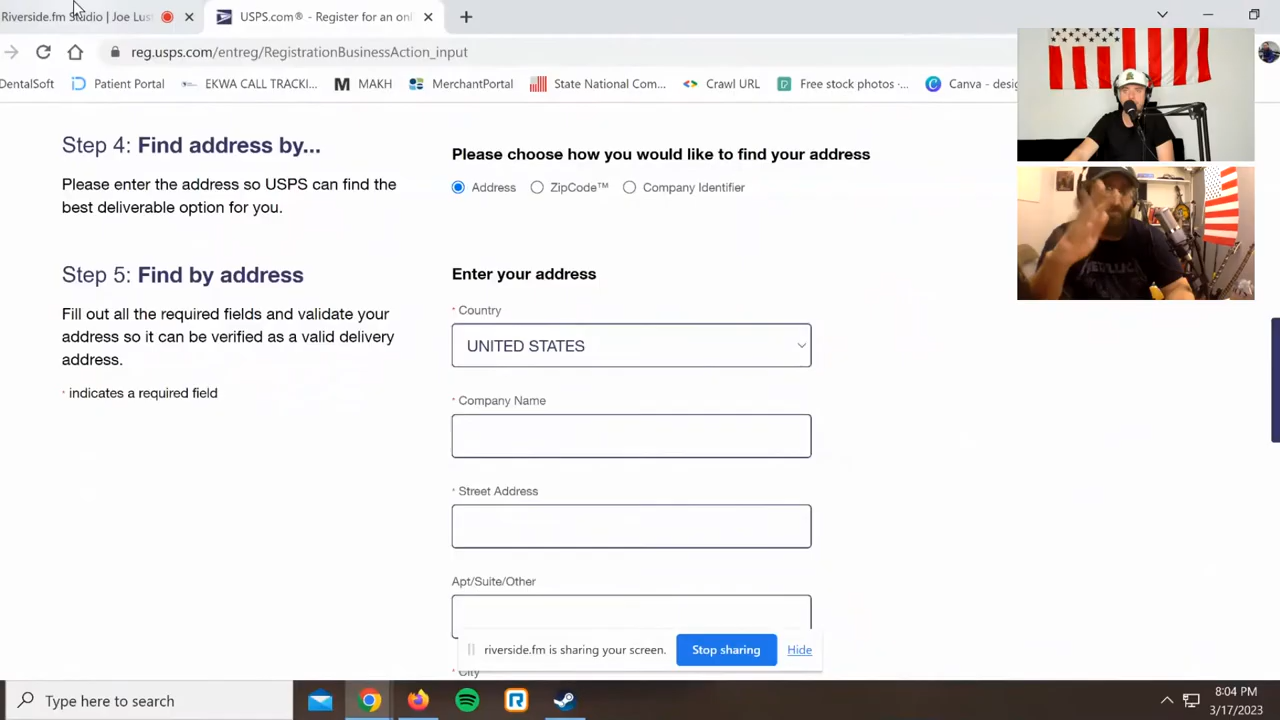 Riverside.fm Studio | Joe Lus
USPS.com® - Register for an onl
reg.usps.com/entreg/RegistrationBusinessAction_input
DentalSoft
Patient Portal
EKWA CALL TRACKI...
MAKH
MerchantPortal
State National Com...
Crawl URL
Free stock photos ·...
Canva - desig
Step 4: Find address by...
Please enter the address so USPS can find the
best deliverable option for you.
Please choose how you would like to find your address
Address
ZipCode™
Company Identifier
Step 5: Find by address
Fill out all the required fields and validate your
address so it can be verified as a valid delivery
address.
* indicates a required field
Enter your address
* Country
UNITED STATES
* Company Name
* Street Address
Apt/Suite/Other
riverside.fm is sharing your screen.
Stop sharing
Hide
* City
Type here to search
8:04 PM
3/17/2023